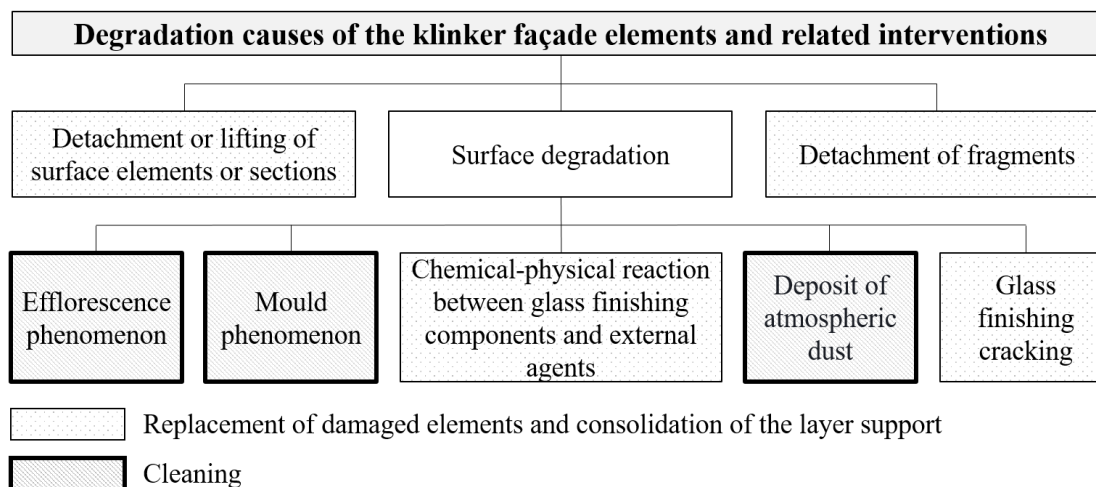 Degradation causes of the klinker façade elements and related interventions
Detachment or lifting of
surface elements or sections
Surface degradation
Detachment of fragments
Efflorescence
phenomenon
Mould
phenomenon
Chemical-physical reaction
between glass finishing
components and external
agents
Deposit of
atmospheric
dust
Glass
finishing
cracking
Replacement of damaged elements and consolidation of the layer support
Cleaning